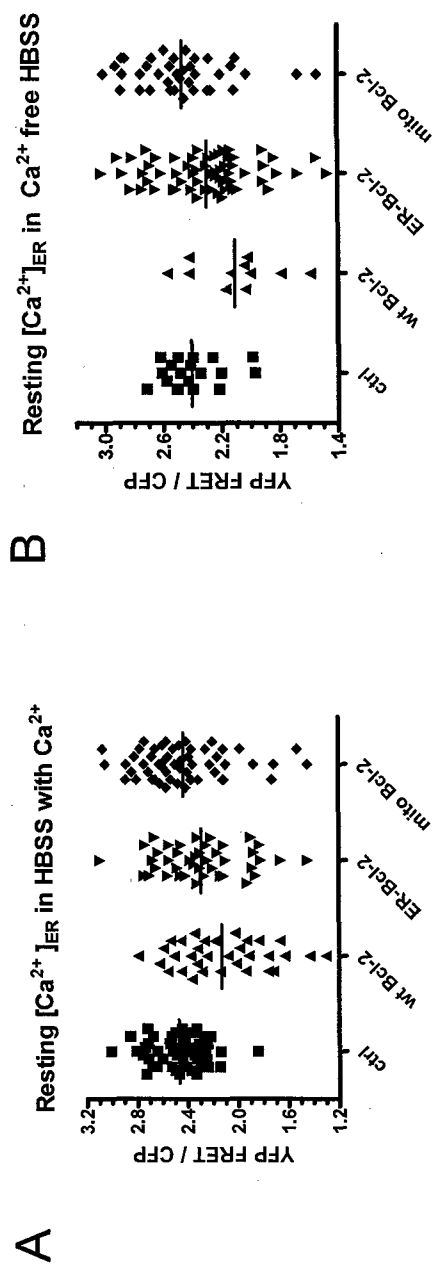 A
Resting [Ca²⁺]ER in HBSS with Ca²⁺
YFP FRET / CFP
3.2
2.8
2.4
2.0
1.6
1.2
ctrl
wt Bcl-2
ER-Bcl-2
mito Bcl-2
B
Resting [Ca²⁺]ER in Ca²⁺ free HBSS
YFP FRET / CFP
3.0
2.6
2.2
1.8
1.4
ctrl
wt Bcl-2
ER-Bcl-2
mito Bcl-2